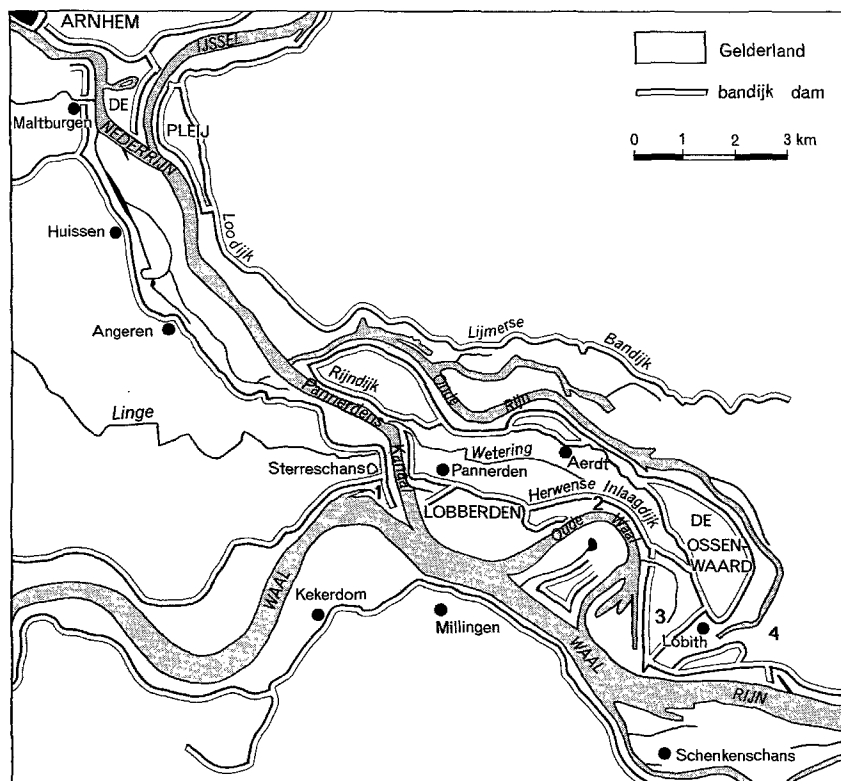 ARNHEM
IJSSEL
Gelderland
bandijk dam
0 1 2 3 km
DE
PLEIJ
Maltburgen
NEDERRIJN
Huissen
Loodijk
Angeren
Lijmerse
Bandijk
Rijndijk
Oude
Rijn
Linge
Pannerdens
Kanaal
Wetering
Aerdt
Sterreschans
Pannerden
1
LOBBERDEN
Herwense Inlaagdijk
2
Oude
Waal
DE
OSSEN-
WAARD
WAAL
Kekerdom
Millingen
3
Lobith
4
WAAL
RIJN
Schenkenschans